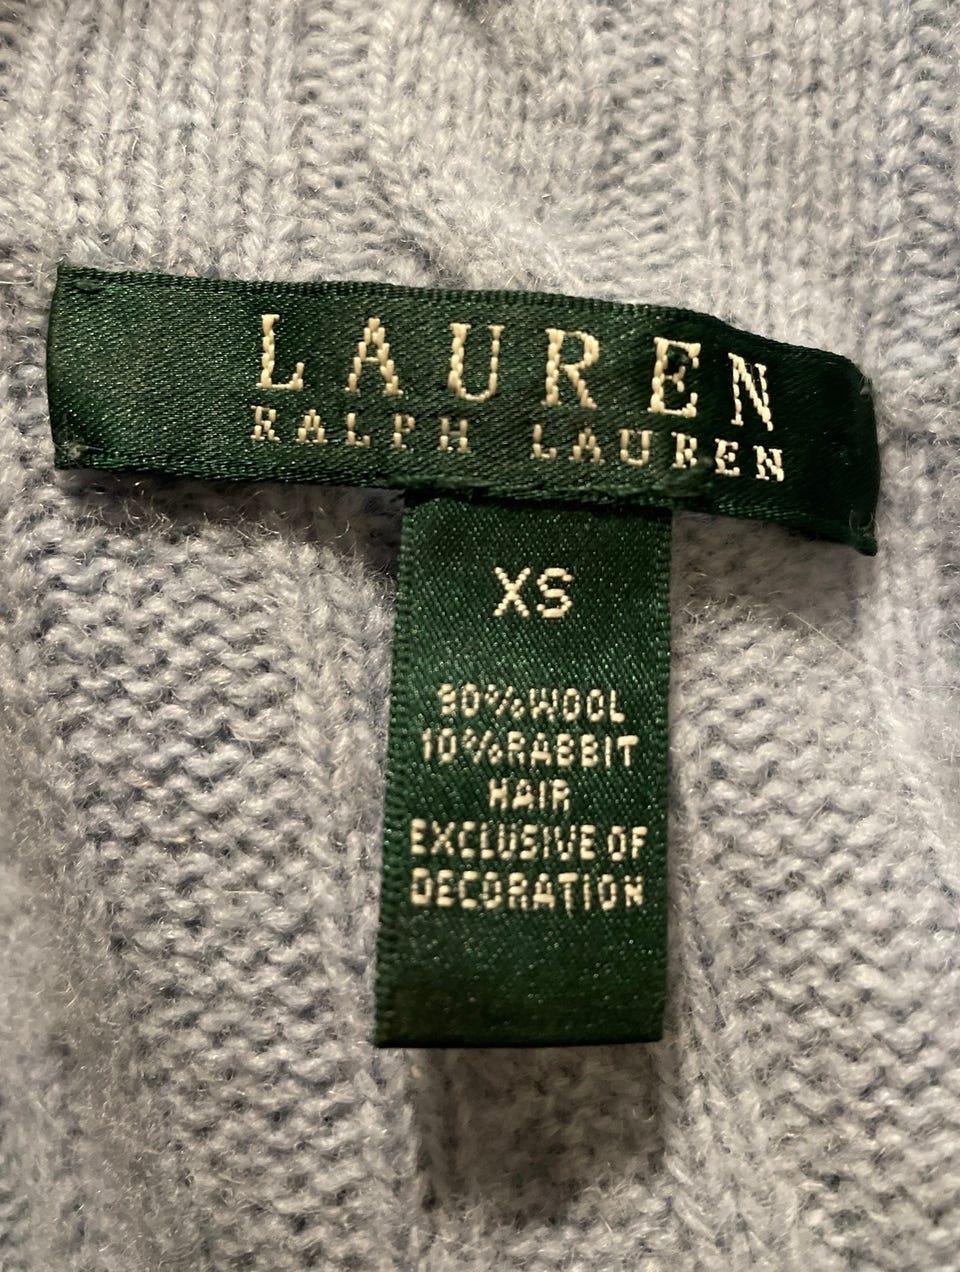 LAUREN
RALPH LAUREN
XS
90%WOOL
10%RABBIT
HAIR
EXCLUSIVE OF
DECORATION